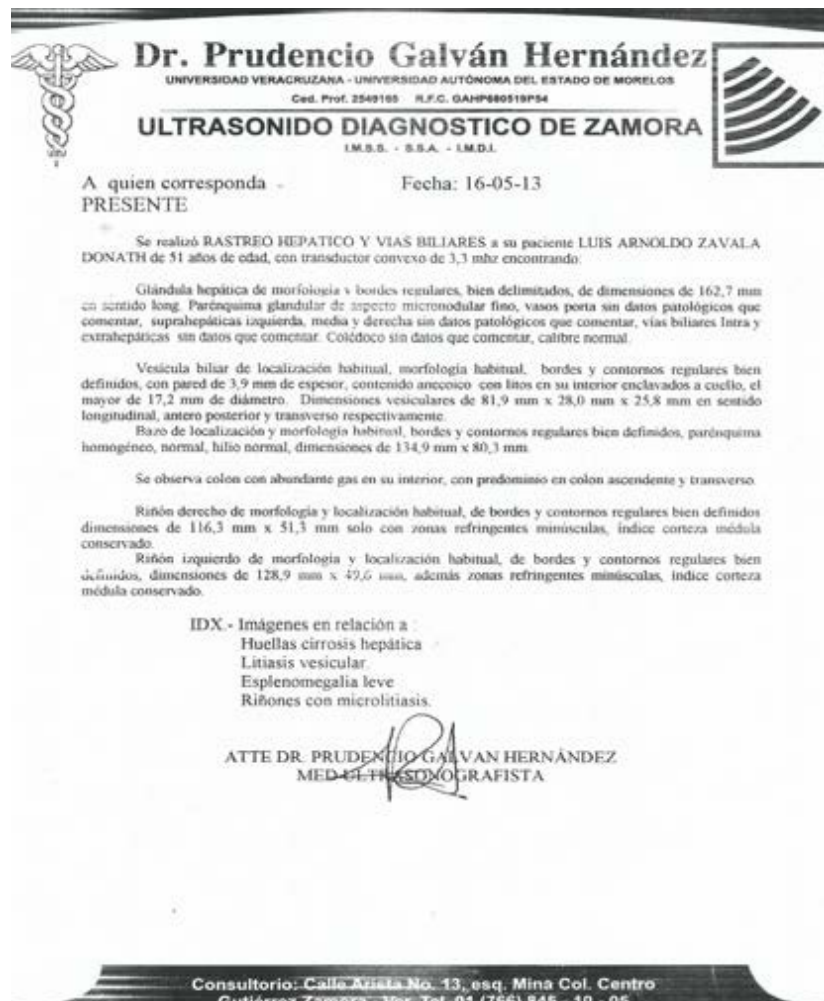 Dr. Prudencio Galván Hernández
UNIVERSIDAD VERACRUZANA - UNIVERSIDAD AUTÓNOMA DEL ESTADO DE MORELOS
Ced. Prof. 2549165 R.F.C. GAHP660519P54
ULTRASONIDO DIAGNOSTICO DE ZAMORA
I.M.S.S. - S.S.A. - I.M.D.I.
A quien corresponda Fecha: 16-05-13
PRESENTE
Se realizó RASTREO HEPATICO Y VIAS BILIARES a su paciente LUIS ARNOLDO ZAVALA
DONATH de 51 años de edad, con transductor convexo de 3,3 mhz encontrando:
Glándula hepática de morfología y bordes regulares, bien delimitados, de dimensiones de 162,7 mm
en sentido long. Parénquima glandular de aspecto micronodular fino, vasos porta sin datos patológicos que
comentar, suprahepáticas izquierda, media y derecha sin datos patológicos que comentar, vías biliares Intra y
extrahepáticas sin datos que comentar. Colédoco sin datos que comentar, calibre normal.
Vesícula biliar de localización habitual, morfología habitual, bordes y contornos regulares bien
definidos, con pared de 3,9 mm de espesor, contenido anecoico con litos en su interior enclavados a cuello, el
mayor de 17,2 mm de diámetro. Dimensiones vesiculares de 81,9 mm x 28,0 mm x 25,8 mm en sentido
longitudinal, antero posterior y transverso respectivamente.
Bazo de localización y morfología habitual, bordes y contornos regulares bien definidos, parénquima
homogéneo, normal, hilio normal, dimensiones de 134,9 mm x 80,3 mm
Se observa colon con abundante gas en su interior, con predominio en colon ascendente y transverso.
Riñón derecho de morfología y localización habitual, de bordes y contornos regulares bien definidos
dimensiones de 116,3 mm x 51,3 mm solo con zonas refringentes minúsculas, índice corteza médula
conservado.
Riñón izquierdo de morfología y localización habitual, de bordes y contornos regulares bien
definidos, dimensiones de 128,9 mm x 49,6 mm, además zonas refringentes minúsculas, índice corteza
médula conservado.
IDX.- Imágenes en relación a :
Huellas cirrosis hepática
Litiasis vesicular.
Esplenomegalia leve
Riñones con microlitiasis.
ATTE DR. PRUDENCIO GALVAN HERNÁNDEZ
MED ULTRASONOGRAFISTA
Consultorio: Calle Arista No. 13, esq. Mina Col. Centro
Gutiérrez Zamora, Ver. Tel. 01 (766) 845 - 10 - 05